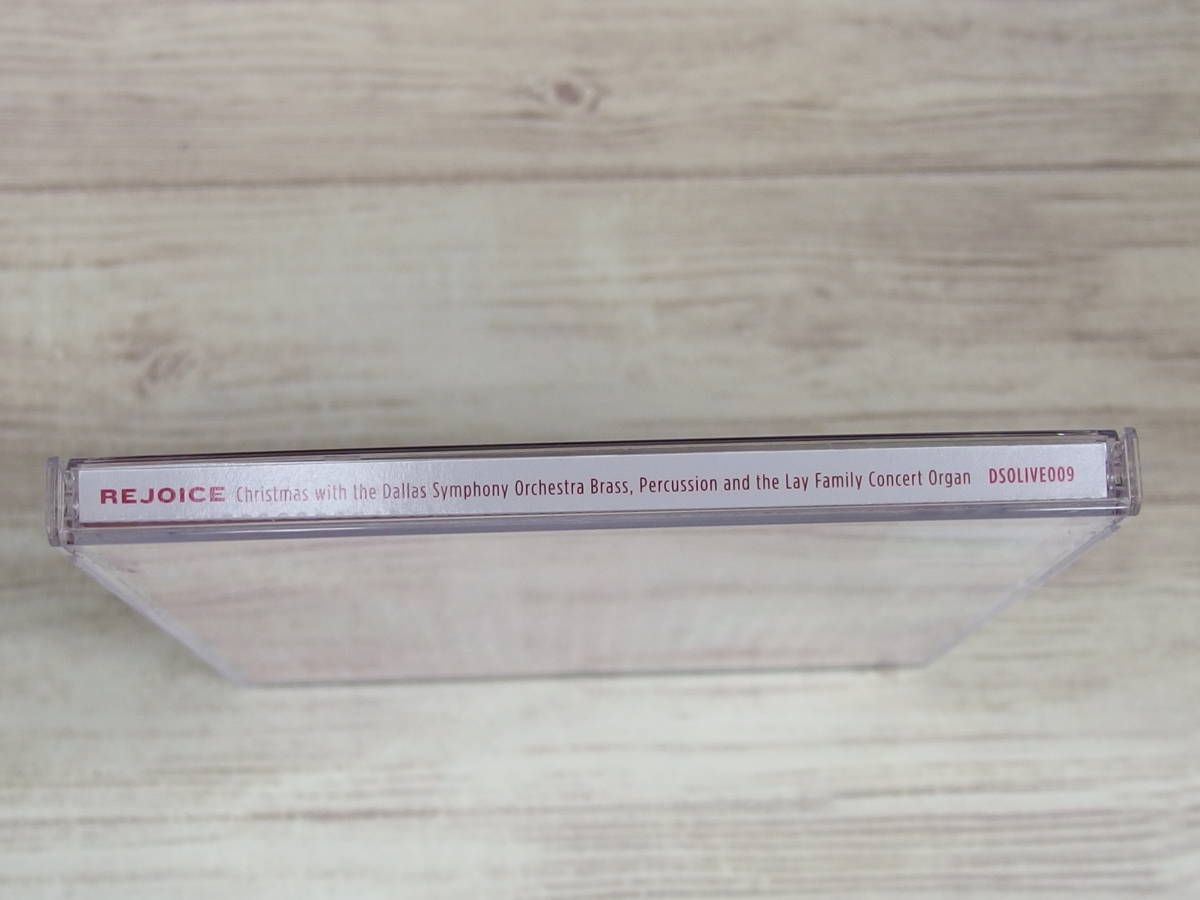 REJOICE Christmas with the Dallas Symphony Orchestra Brass, Percussion and the Lay Family Concert Organ DSOLIVE009